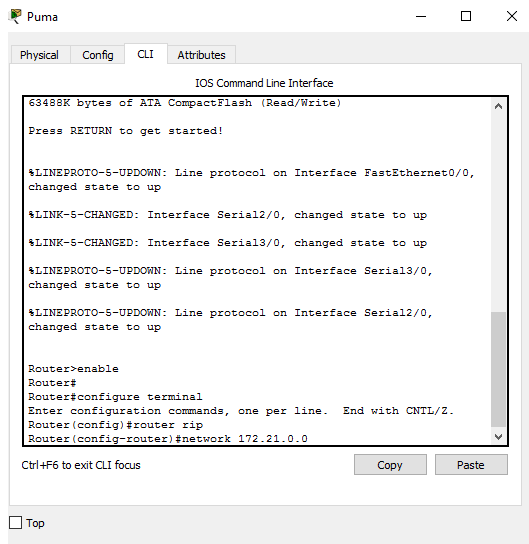 Puma
Physical Config CLI Attributes
IOS Command Line Interface
63488K bytes of ATA CompactFlash (Read/Write)
Press RETURN to get started!
%LINEPROTO-5-UPDOWN: Line protocol on Interface FastEthernet0/0,
changed state to up
%LINK-5-CHANGED: Interface Serial2/0, changed state to up
%LINK-5-CHANGED: Interface Serial3/0, changed state to up
%LINEPROTO-5-UPDOWN: Line protocol on Interface Serial3/0,
changed state to up
%LINEPROTO-5-UPDOWN: Line protocol on Interface Serial2/0,
changed state to up
Router>enable
Router#
Router#configure terminal
Enter configuration commands, one per line.  End with CNTL/Z.
Router(config)#router rip
Router(config-router)#network 172.21.0.0
Ctrl+F6 to exit CLI focus Copy Paste
Top